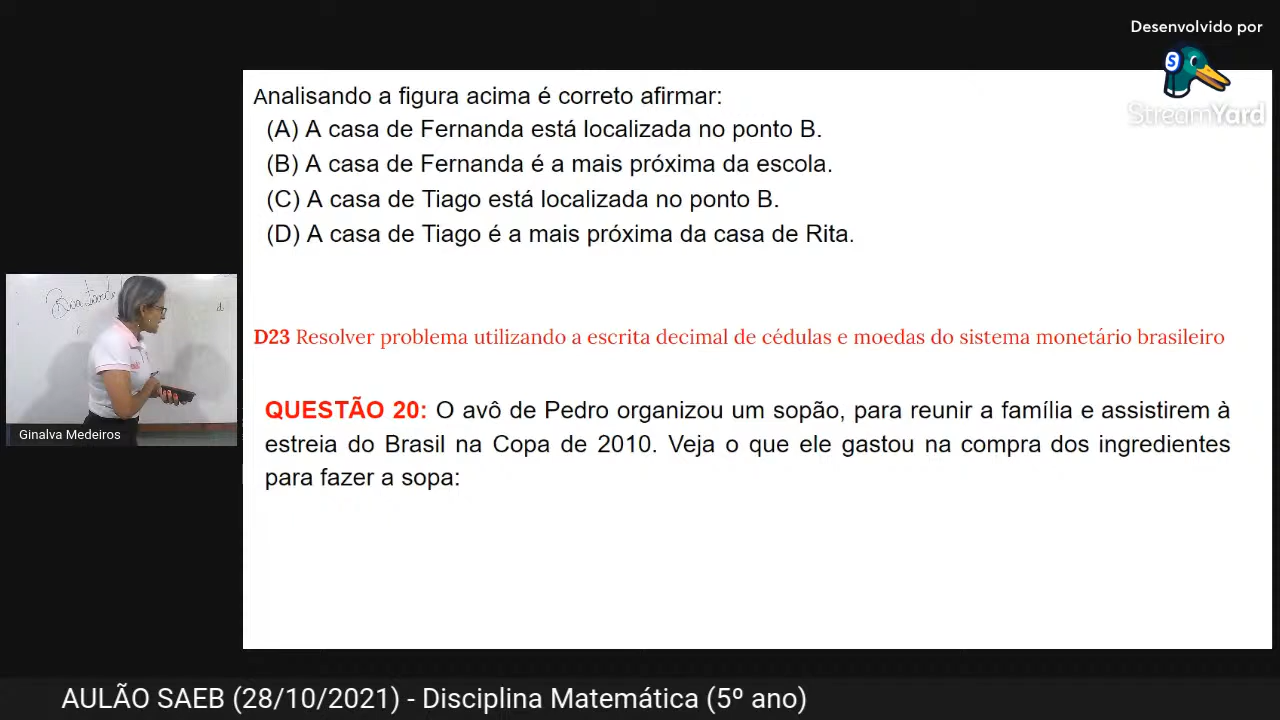 Desenvolvido por
StreamYard
Analisando a figura acima é correto afirmar:
(A) A casa de Fernanda está localizada no ponto B.
(B) A casa de Fernanda é a mais próxima da escola.
(C) A casa de Tiago está localizada no ponto B.
(D) A casa de Tiago é a mais próxima da casa de Rita.
D23 Resolver problema utilizando a escrita decimal de cédulas e moedas do sistema monetário brasileiro
QUESTÃO 20: O avô de Pedro organizou um sopão, para reunir a família e assistirem à
estreia do Brasil na Copa de 2010. Veja o que ele gastou na compra dos ingredientes
para fazer a sopa:
Ginalva Medeiros
AULÃO SAEB (28/10/2021) - Disciplina Matemática (5º ano)